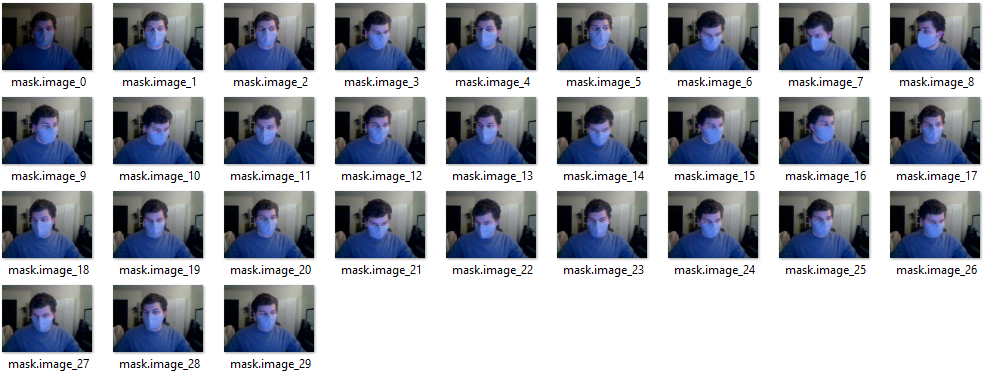 mask.image_0 mask.image_1 mask.image_2 mask.image_3 mask.image_4 mask.image_5 mask.image_6 mask.image_7 mask.image_8
mask.image_9 mask.image_10 mask.image_11 mask.image_12 mask.image_13 mask.image_14 mask.image_15 mask.image_16 mask.image_17
mask.image_18 mask.image_19 mask.image_20 mask.image_21 mask.image_22 mask.image_23 mask.image_24 mask.image_25 mask.image_26
mask.image_27 mask.image_28 mask.image_29